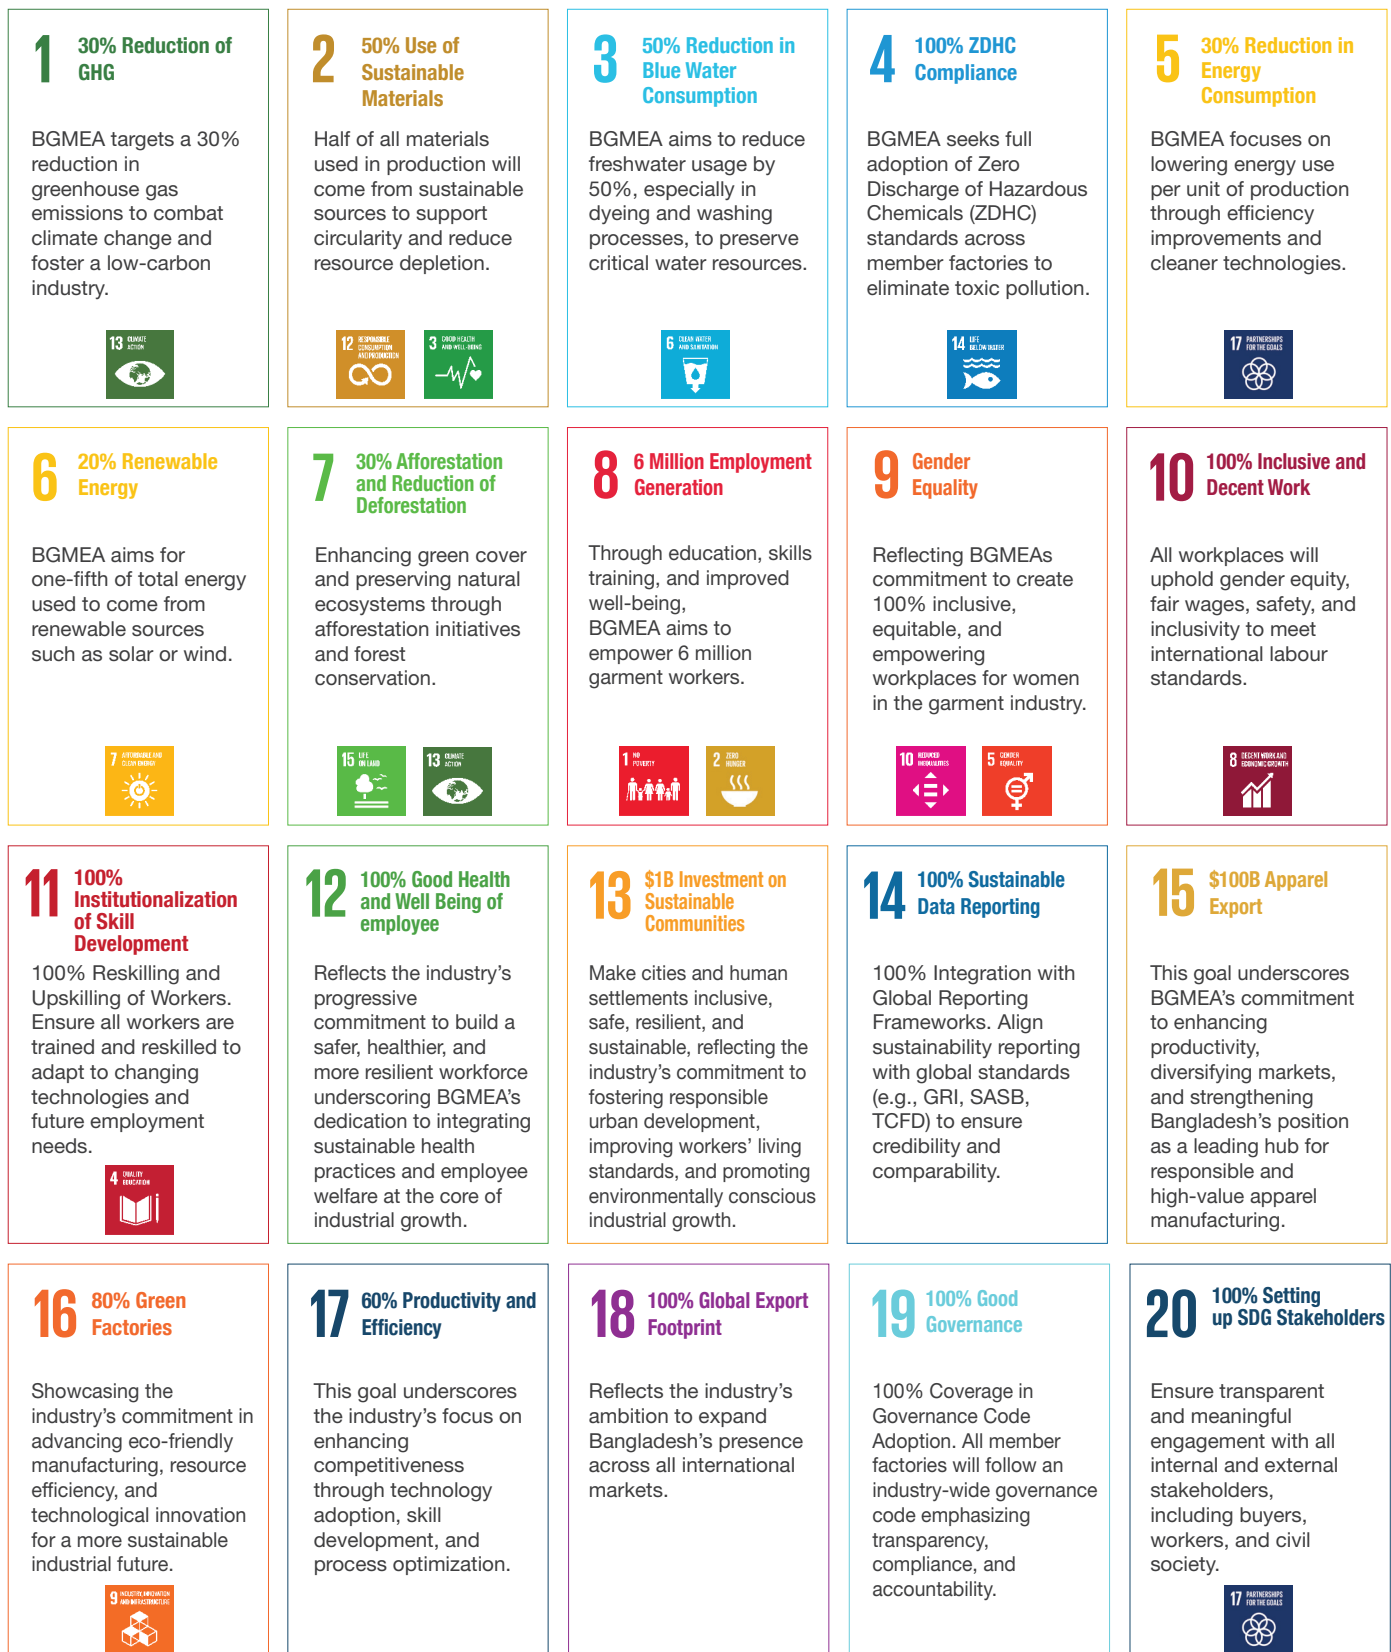 1
30% Reduction of
GHG
BGMEA targets a 30%
reduction in
greenhouse gas
emissions to combat
climate change and
foster a low-carbon
industry.
13 CLIMATE
ACTION
2
50% Use of
Sustainable
Materials
Half of all materials
used in production will
come from sustainable
sources to support
circularity and reduce
resource depletion.
12 RESPONSIBLE
CONSUMPTION
AND PRODUCTION
3 GOOD HEALTH
AND WELL-BEING
3
50% Reduction in
Blue Water
Consumption
BGMEA aims to reduce
freshwater usage by
50%, especially in
dyeing and washing
processes, to preserve
critical water resources.
6 CLEAN WATER
AND SANITATION
4
100% ZDHC
Compliance
BGMEA seeks full
adoption of Zero
Discharge of Hazardous
Chemicals (ZDHC)
standards across
member factories to
eliminate toxic pollution.
14 LIFE
BELOW WATER
5
30% Reduction in
Energy
Consumption
BGMEA focuses on
lowering energy use
per unit of production
through efficiency
improvements and
cleaner technologies.
17 PARTNERSHIPS
FOR THE GOALS
6
20% Renewable
Energy
BGMEA aims for
one-fifth of total energy
used to come from
renewable sources
such as solar or wind.
7 AFFORDABLE AND
CLEAN ENERGY
7
30% Afforestation
and Reduction of
Deforestation
Enhancing green cover
and preserving natural
ecosystems through
afforestation initiatives
and forest
conservation.
15 LIFE
ON LAND
13 CLIMATE
ACTION
8
6 Million Employment
Generation
Through education, skills
training, and improved
well-being,
BGMEA aims to
empower 6 million
garment workers.
1 NO
POVERTY
2 ZERO
HUNGER
9
Gender
Equality
Reflecting BGMEAs
commitment to create
100% inclusive,
equitable, and
empowering
workplaces for women
in the garment industry.
10 REDUCED
INEQUALITIES
5 GENDER
EQUALITY
10
100% Inclusive and
Decent Work
All workplaces will
uphold gender equity,
fair wages, safety, and
inclusivity to meet
international labour
standards.
8 DECENT WORK AND
ECONOMIC GROWTH
11
100%
Institutionalization
of Skill
Development
100% Reskilling and
Upskilling of Workers.
Ensure all workers are
trained and reskilled to
adapt to changing
technologies and
future employment
needs.
4 QUALITY
EDUCATION
12
100% Good Health
and Well Being of
employee
Reflects the industry’s
progressive
commitment to build a
safer, healthier, and
more resilient workforce
underscoring BGMEA’s
dedication to integrating
sustainable health
practices and employee
welfare at the core of
industrial growth.
13
$1B Investment on
Sustainable
Communities
Make cities and human
settlements inclusive,
safe, resilient, and
sustainable, reflecting the
industry’s commitment to
fostering responsible
urban development,
improving workers’ living
standards, and promoting
environmentally conscious
industrial growth.
14
100% Sustainable
Data Reporting
100% Integration with
Global Reporting
Frameworks. Align
sustainability reporting
with global standards
(e.g., GRI, SASB,
TCFD) to ensure
credibility and
comparability.
15
$100B Apparel
Export
This goal underscores
BGMEA’s commitment
to enhancing
productivity,
diversifying markets,
and strengthening
Bangladesh’s position
as a leading hub for
responsible and
high-value apparel
manufacturing.
16
80% Green
Factories
Showcasing the
industry’s commitment in
advancing eco-friendly
manufacturing, resource
efficiency, and
technological innovation
for a more sustainable
industrial future.
9 INDUSTRY, INNOVATION
AND INFRASTRUCTURE
17
60% Productivity and
Efficiency
This goal underscores
the industry’s focus on
enhancing
competitiveness
through technology
adoption, skill
development, and
process optimization.
18
100% Global Export
Footprint
Reflects the industry’s
ambition to expand
Bangladesh’s presence
across all international
markets.
19
100% Good
Governance
100% Coverage in
Governance Code
Adoption. All member
factories will follow an
industry-wide governance
code emphasizing
transparency,
compliance, and
accountability.
20
100% Setting
up SDG Stakeholders
Ensure transparent
and meaningful
engagement with all
internal and external
stakeholders,
including buyers,
workers, and civil
society.
17 PARTNERSHIPS
FOR THE GOALS